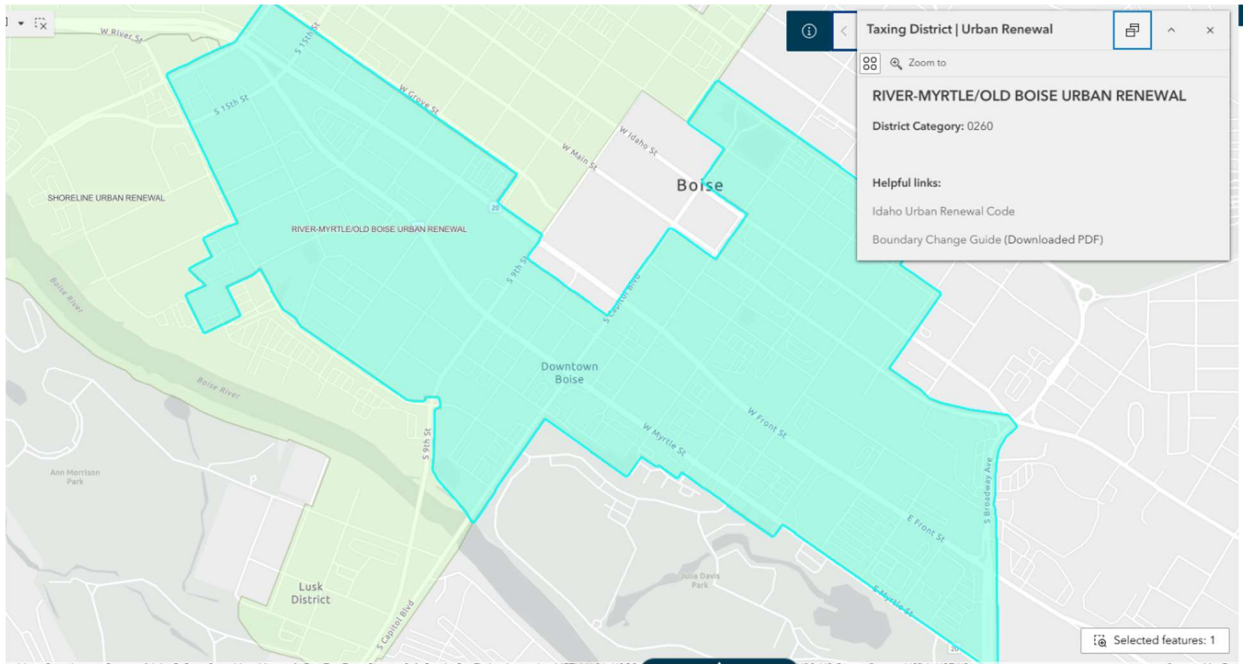 Taxing District | Urban Renewal
Zoom to
RIVER-MYRTLE/OLD BOISE URBAN RENEWAL
District Category: 0260
Helpful links:
Idaho Urban Renewal Code
Boundary Change Guide (Downloaded PDF)
W River St
S 15th St
S 15th St
W Grove St
W Main St
W Idaho St
Boise
SHORELINE URBAN RENEWAL
20
RIVER-MYRTLE/OLD BOISE URBAN RENEWAL
S 9th St
Boise River
S Capitol Blvd
Downtown
Boise
Boise River
W Front St
W Myrtle St
S 9th St
Ann Morrison
Park
S Broadway Ave
E Front St
Julia Davis
Park
Lusk
District
E Myrtle St
S Capitol Blvd
20
Selected features: 1